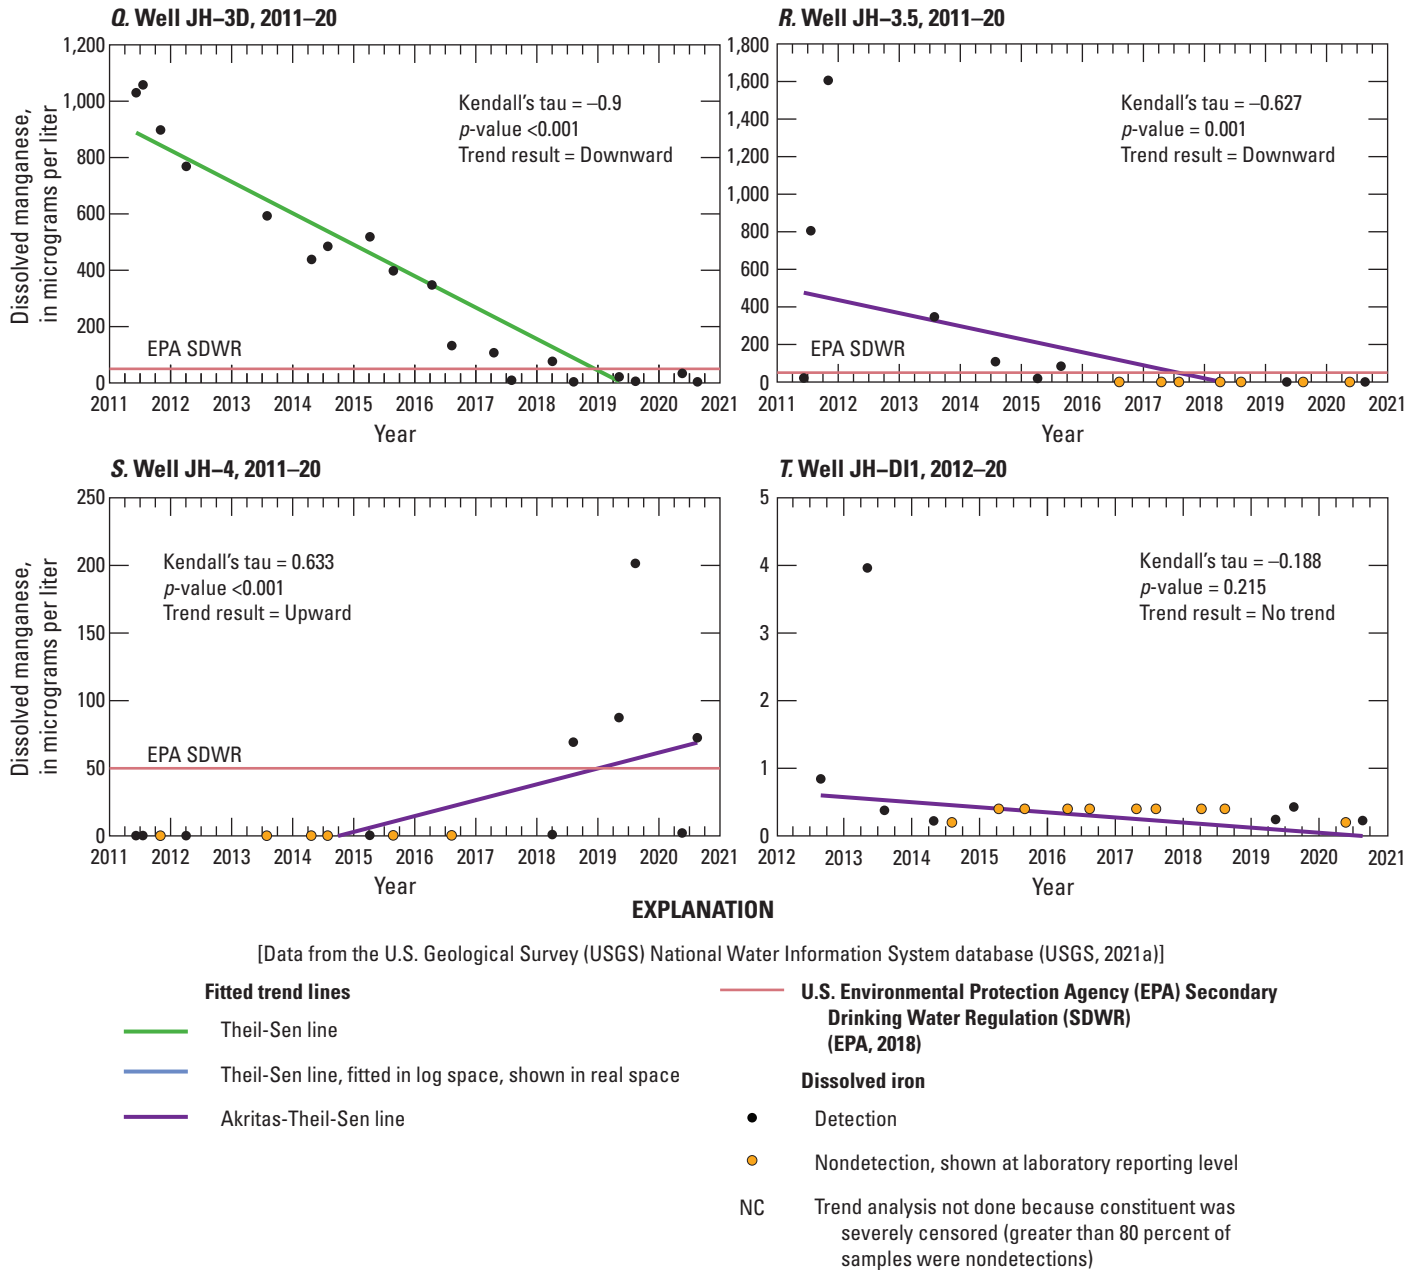 Q. Well JH–3D, 2011–20
Dissolved manganese,
in micrograms per liter
1,200
1,000
800
600
400
200
0
Kendall's tau = –0.9
p-value <0.001
Trend result = Downward
EPA SDWR
2011 2012 2013 2014 2015 2016 2017 2018 2019 2020 2021
Year
R. Well JH–3.5, 2011–20
1,800
1,600
1,400
1,200
1,000
800
600
400
200
0
Kendall's tau = –0.627
p-value = 0.001
Trend result = Downward
EPA SDWR
2011 2012 2013 2014 2015 2016 2017 2018 2019 2020 2021
Year
S. Well JH–4, 2011–20
Dissolved manganese,
in micrograms per liter
250
200
150
100
50
0
Kendall's tau = 0.633
p-value <0.001
Trend result = Upward
EPA SDWR
2011 2012 2013 2014 2015 2016 2017 2018 2019 2020 2021
Year
T. Well JH–DI1, 2012–20
5
4
3
2
1
0
Kendall's tau = –0.188
p-value = 0.215
Trend result = No trend
2012 2013 2014 2015 2016 2017 2018 2019 2020 2021
Year
EXPLANATION
[Data from the U.S. Geological Survey (USGS) National Water Information System database (USGS, 2021a)]
Fitted trend lines
Theil-Sen line
Theil-Sen line, fitted in log space, shown in real space
Akritas-Theil-Sen line
U.S. Environmental Protection Agency (EPA) Secondary
Drinking Water Regulation (SDWR)
(EPA, 2018)
Dissolved iron
Detection
Nondetection, shown at laboratory reporting level
NC Trend analysis not done because constituent was
severely censored (greater than 80 percent of
samples were nondetections)